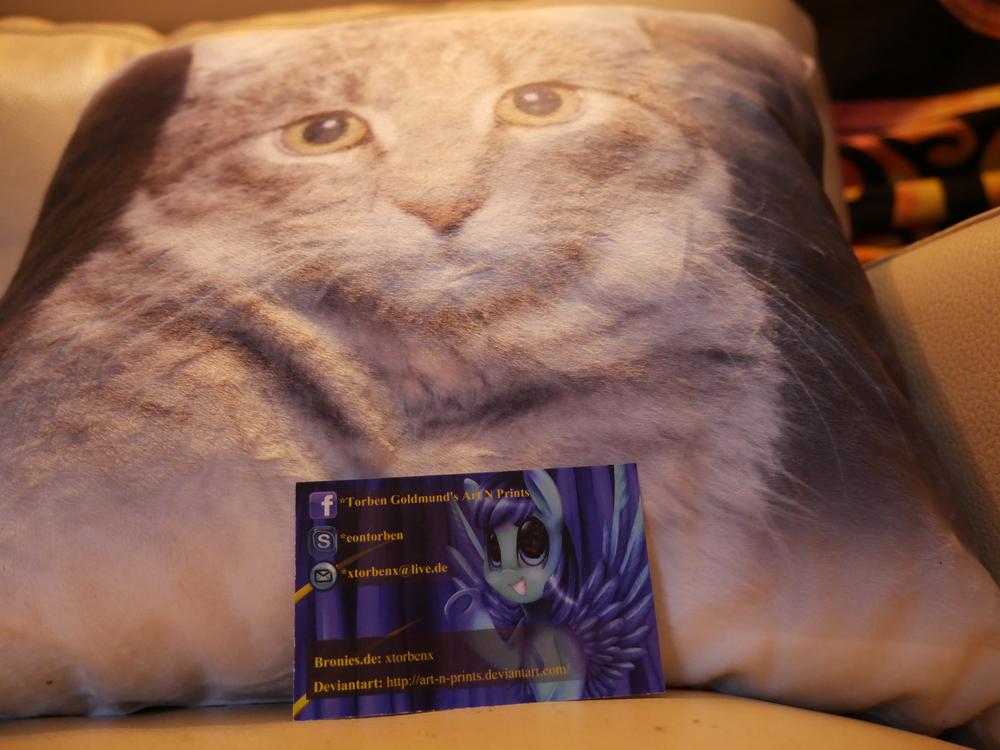 *Torben Goldmund's Art N Prints
*eontorben
*xtorbenx@live.de
Bronies.de: xtorbenx
Deviantart: http://art-n-prints.deviantart.com/